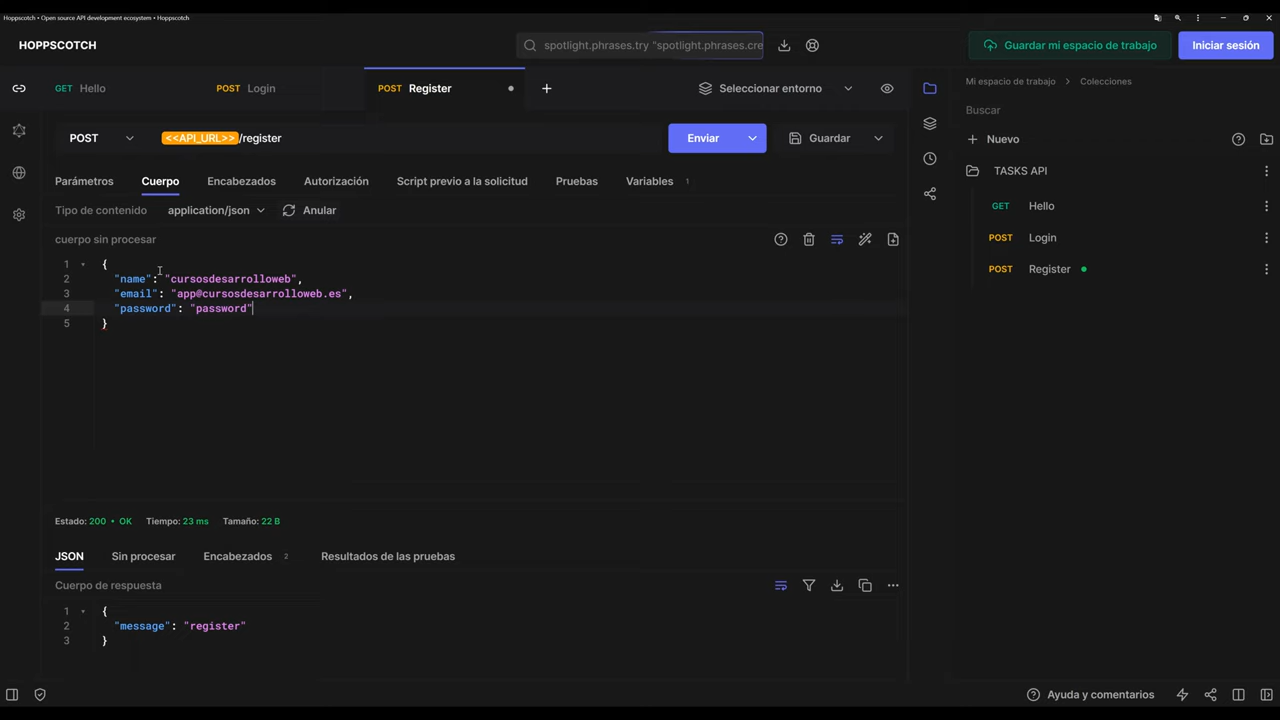 Hoppscotch • Open source API development ecosystem • Hoppscotch
HOPPSCOTCH
spotlight.phrases.try "spotlight.phrases.cre
Guardar mi espacio de trabajo
Iniciar sesión
GET Hello
POST Login
POST Register
Seleccionar entorno
Mi espacio de trabajo > Colecciones
Buscar
POST
<<API_URL>>/register
Enviar
Guardar
Nuevo
Parámetros
Cuerpo
Encabezados
Autorización
Script previo a la solicitud
Pruebas
Variables 1
TASKS API
GET Hello
POST Login
POST Register
Tipo de contenido
application/json
Anular
cuerpo sin procesar
1 {
2 "name": "cursosdesarrolloweb",
3 "email": "app@cursosdesarrolloweb.es",
4 "password": "password"
5 }
Estado: 200 • OK
Tiempo: 23 ms
Tamaño: 22 B
JSON
Sin procesar
Encabezados 2
Resultados de las pruebas
Cuerpo de respuesta
1 {
2 "message": "register"
3 }
Ayuda y comentarios